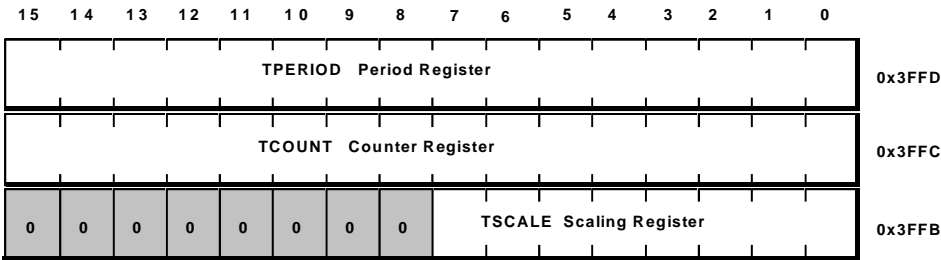 15 14 13 12 11 10 9 8 7 6 5 4 3 2 1 0
TPERIOD Period Register 0x3FFD
TCOUNT Counter Register 0x3FFC
0 0 0 0 0 0 0 0 TSCALE Scaling Register 0x3FFB